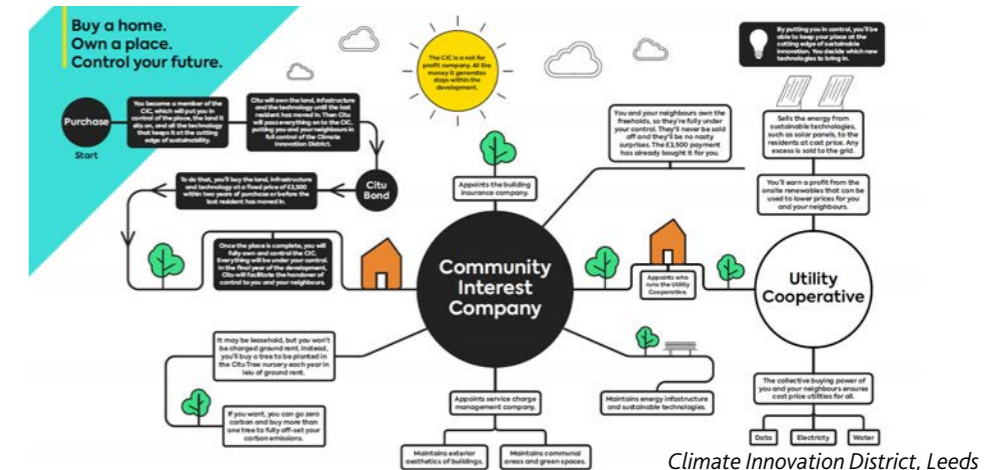 Buy a home.
Own a place.
Control your future.
Purchase
Start
You become a member of the
CIC, which will put you in
control of the place, the land it
sits on, and all the technology
that keeps it at the cutting
edge of sustainability.
Citu will own the land, infrastructure
and the technology until the last
resident has moved in. Then Citu
will pass everything on to the CIC,
putting you and your neighbours in
full control of the Climate
Innovation District.
Citu
Bond
To do that, you'll buy the land, infrastructure
and technology at a fixed price of £3,500
within two years of purchase or before the
last resident has moved in.
Once the place is complete, you will
fully own and control the CIC.
Everything will be under your control.
In the final year of the development,
Citu will facilitate the handover of
control to you and your neighbours.
The CIC is a not for
profit company. All the
money it generates
stays within the
development.
Appoints the building
insurance company.
Community
Interest
Company
You and your neighbours own the
freeholds, so they're fully under
your control. They'll never be sold
off and they'll be no nasty
surprises. The £3,500 payment
has already bought it for you.
By putting you in control, you'll be
able to keep your place at the
cutting edge of sustainable
innovation. You decide which new
technologies to bring in.
Sells the energy from
sustainable technologies,
such as solar panels, to the
residents at cost price. Any
excess is sold to the grid.
You'll earn a profit from the
onsite renewables that can be
used to lower prices for you
and your neighbours.
Appoints who
runs the Utility
Cooperative.
Utility
Cooperative
The collective buying power of
you and your neighbours ensures
cost price utilities for all.
Data
Electricity
Water
It may be leasehold, but you won't
be charged ground rent. Instead,
you'll buy a tree to be planted in
the Citu Tree nursery each year in
leiu of ground rent.
If you want, you can go zero
carbon and buy more than
one tree to fully off-set your
carbon emissions.
Appoints service charge
management company.
Maintains exterior
aesthetics of buildings.
Maintains communal
areas and green spaces.
Maintains energy infastructure
and sustainable technologies.
Climate Innovation District, Leeds